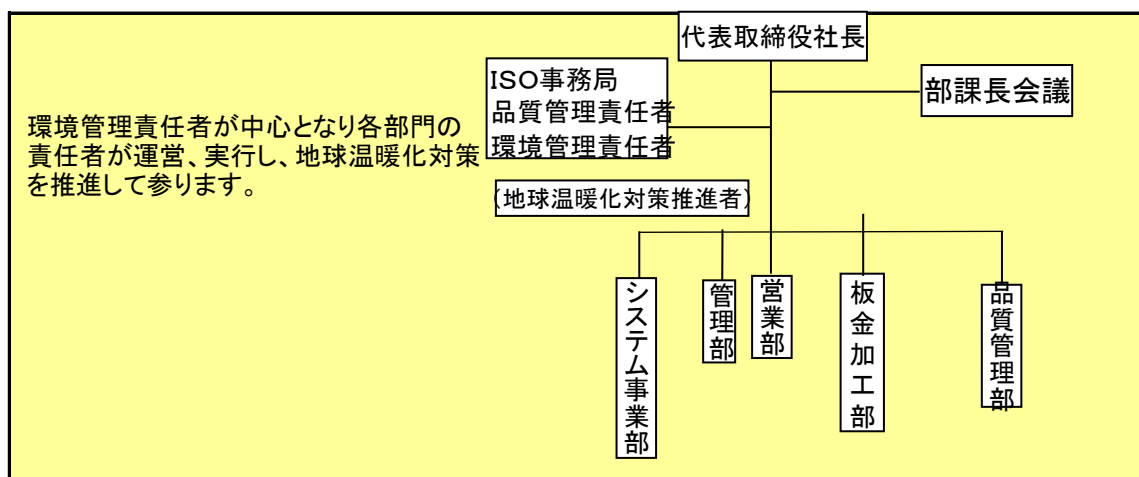 代表取締役社長
ISO事務局
品質管理責任者
環境管理責任者
部課長会議
環境管理責任者が中心となり各部門の
責任者が運営、実行し、地球温暖化対策
を推進して参ります。
(地球温暖化対策推進者)
システム事業部
管理部
営業部
板金加工部
品質管理部